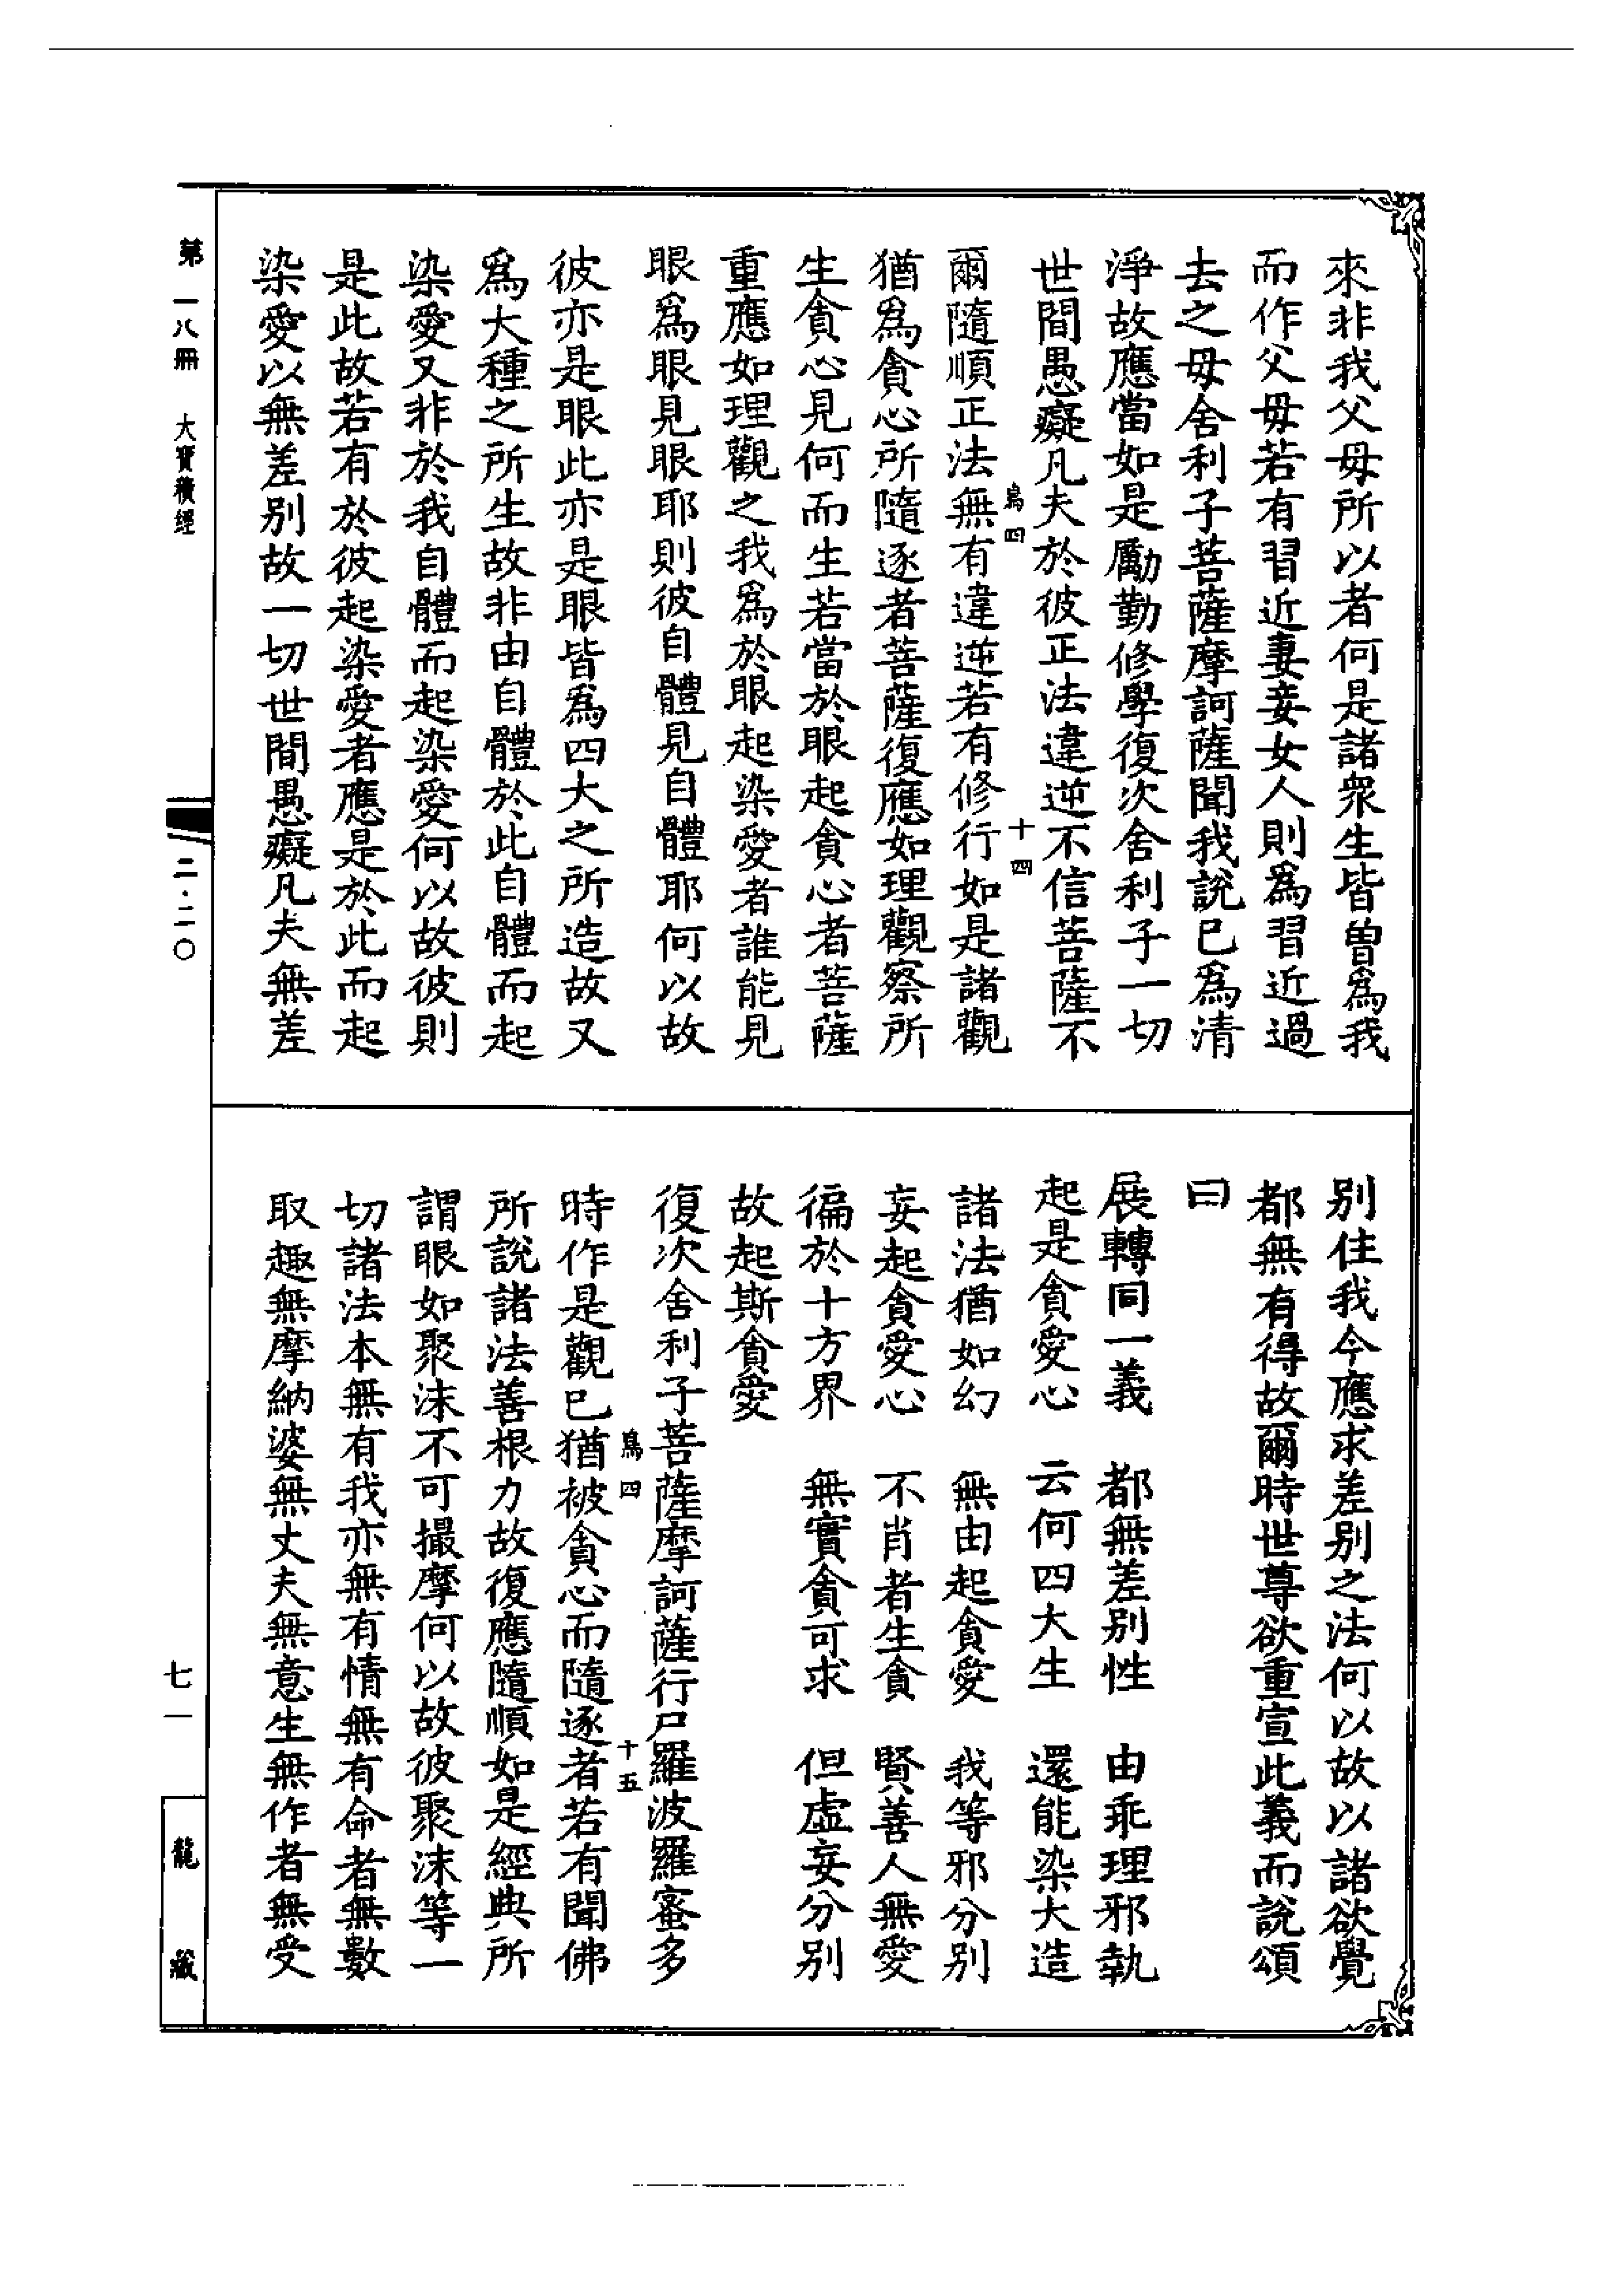 來非我父母所以者何是諸衆生皆曽爲我
而作父母若有習近妻妾女人則爲習近過
去之母舍利子菩薩摩訶薩聞我說已爲清
淨故應當如是勵勤修學復次舍利子一切
世間愚癡凡夫於彼正法違逆不信菩薩不
爲四 十四
爾隨順正法無有違逆若有修行如是諸觀
猶爲貪心所隨逐者菩薩復應如理觀察所
生貪心見何而生若當於眼起貪心者菩薩
重應如理觀之我爲於眼起染愛者誰能見
眼爲眼見眼耶則彼自體見自體耶何以故
彼亦是眼此亦是眼皆爲四大之所造故又
爲大種之所生故非由自體於此自體而起
染愛又非於我自體而起染愛何以故彼則
是此故若有於彼起染愛者應是於此而起
染愛以無差別故一切世間愚癡凡夫無差
別住我今應求差別之法何以故以諸欲覺
都無有得故爾時世尊欲重宣此義而說頌
曰
展轉同一義 都無差別性 由乖理邪執
起是貪愛心 云何四大生 還能染大造
諸法猶如幻 無由起貪愛 我等邪分別
妄起貪愛心 不肖者生貪 賢善人無愛
徧於十方界 無實貪可求 但虛妄分別
故起斯貪愛
復次舍利子菩薩摩訶薩行尸羅波羅蜜多
爲四 十五
時作是觀已猶被貪心而隨逐者若有聞佛
所說諸法善根力故復應隨順如是經典所
謂眼如聚沫不可撮摩何以故彼聚沫等一
切諸法本無有我亦無有情無有命者無數
取趣無摩納婆無丈夫無意生無作者無受
第一八冊 大寶積經 二·二〇 七一 龍藏